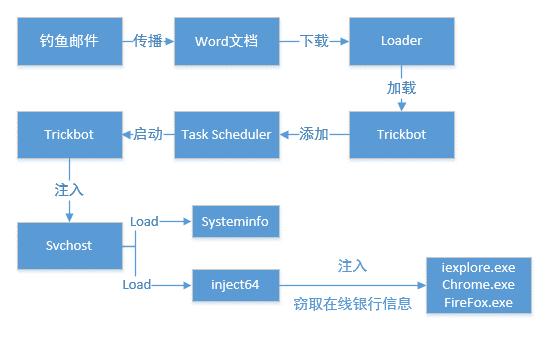 钓鱼邮件
传播
Word文档
下载
Loader
加载
Trickbot
启动
Task Scheduler
添加
Trickbot
注入
Svchost
Load
Systeminfo
Load
inject64
注入
窃取在线银行信息
iexplore.exe
Chrome.exe
FireFox.exe